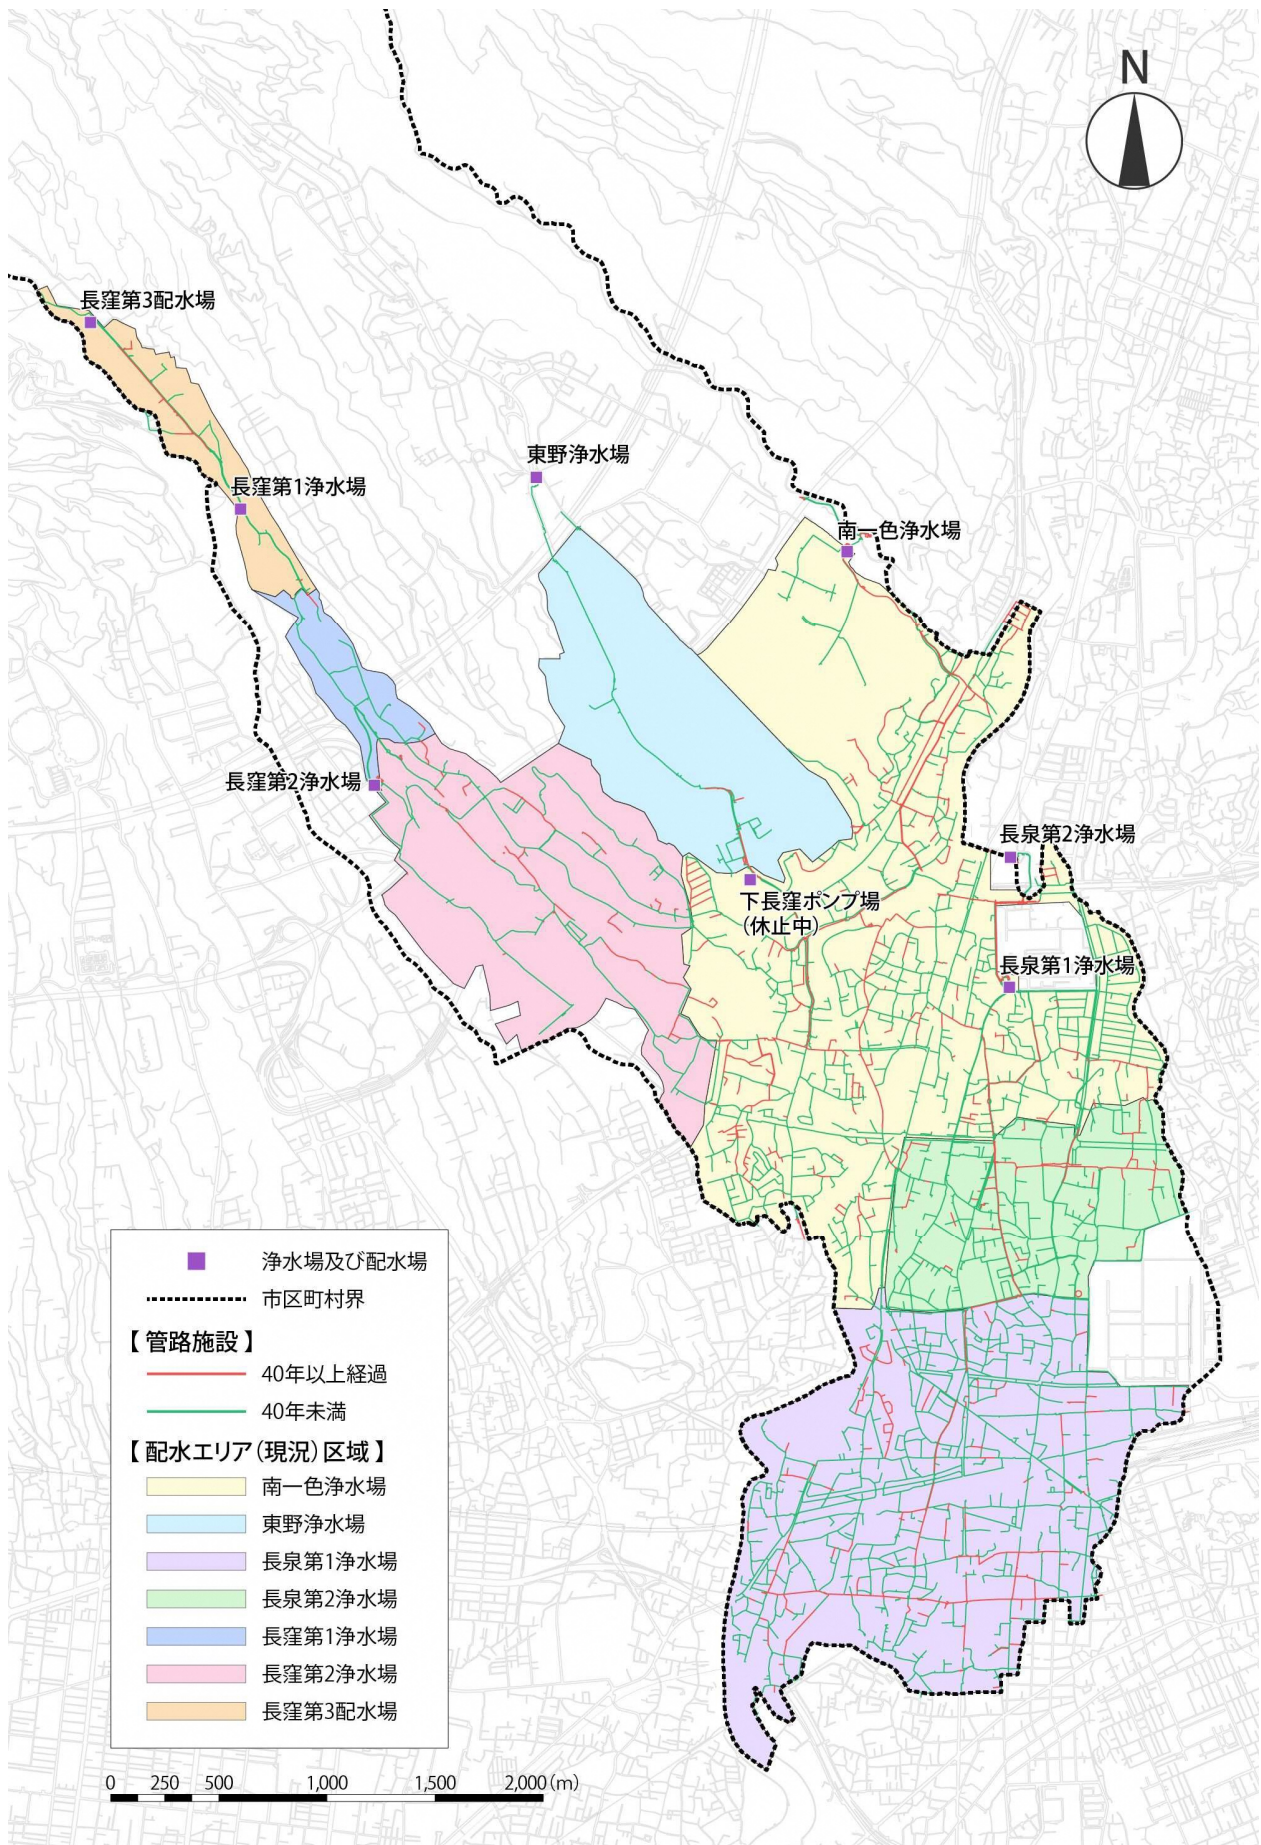 N
長窪第3配水場
東野浄水場
長窪第1浄水場
南一色浄水場
長窪第2浄水場
長泉第2浄水場
下長窪ポンプ場
(休止中)
長泉第1浄水場
浄水場及び配水場
市区町村界
【管路施設】
40年以上経過
40年未満
【配水エリア(現況)区域】
南一色浄水場
東野浄水場
長泉第1浄水場
長泉第2浄水場
長窪第1浄水場
長窪第2浄水場
長窪第3配水場
0 250 500 1,000 1,500 2,000(m)